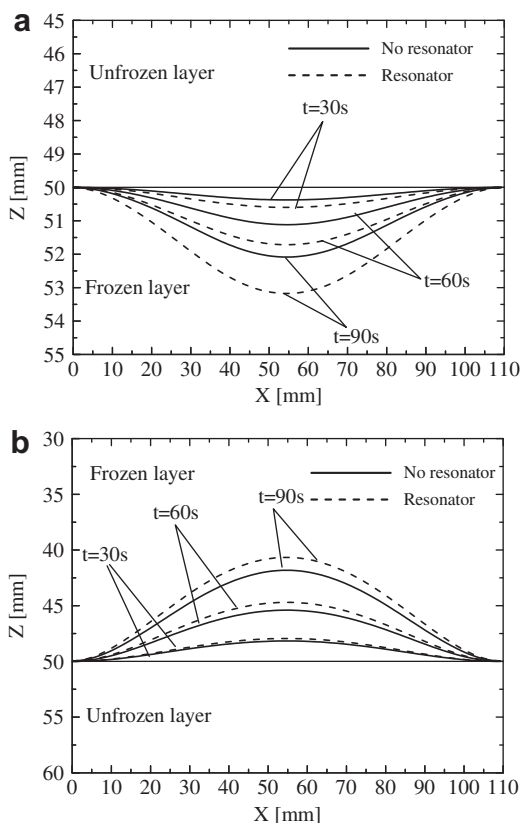 a
45
46
47
48
49
50
51
52
53
54
55
Z [mm]
No resonator
Resonator
Unfrozen layer
t=30s
Frozen layer
t=60s
t=90s
0 10 20 30 40 50 60 70 80 90 100 110
X [mm]
b
30
35
40
45
50
55
60
Z [mm]
Frozen layer
No resonator
Resonator
t=90s
t=60s
t=30s
Unfrozen layer
0 10 20 30 40 50 60 70 80 90 100 110
X [mm]